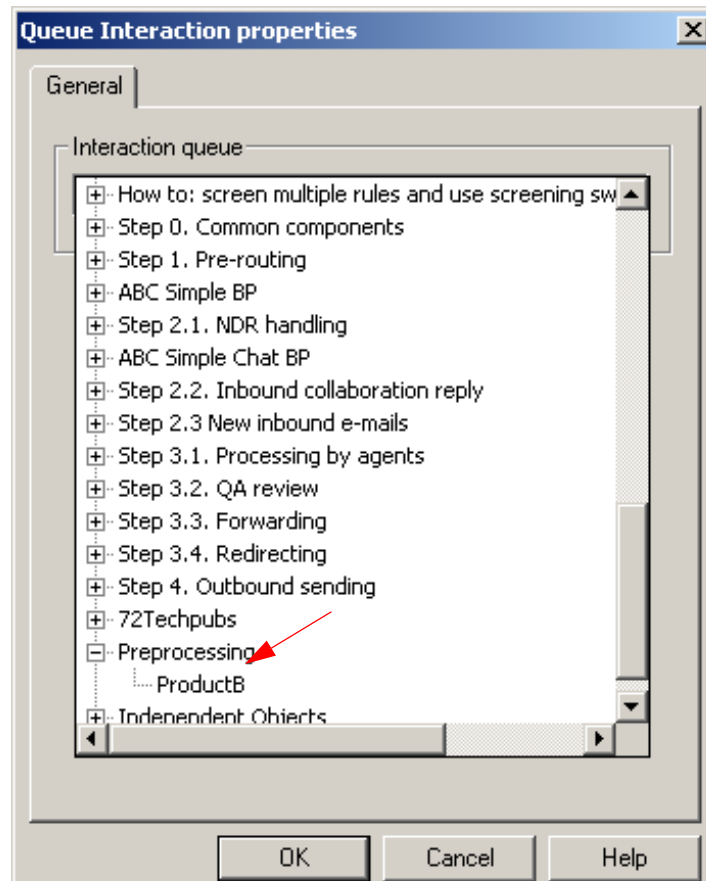 Queue Interaction properties
General
Interaction queue
How to: screen multiple rules and use screening sw
Step 0. Common components
Step 1. Pre-routing
ABC Simple BP
Step 2.1. NDR handling
ABC Simple Chat BP
Step 2.2. Inbound collaboration reply
Step 2.3 New inbound e-mails
Step 3.1. Processing by agents
Step 3.2. QA review
Step 3.3. Forwarding
Step 3.4. Redirecting
Step 4. Outbound sending
72Techpubs
Preprocessing
ProductB
Independent Objects
OK Cancel Help